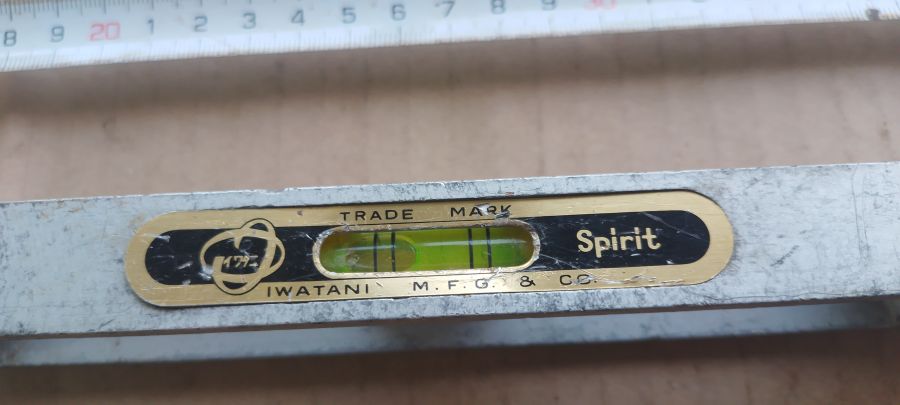 8 9 20 1 2 3 4 5 6 7 8 9 30 1
TRADE MARK
イワタニ
Spirit
IWATANI M.F.G. & CO.